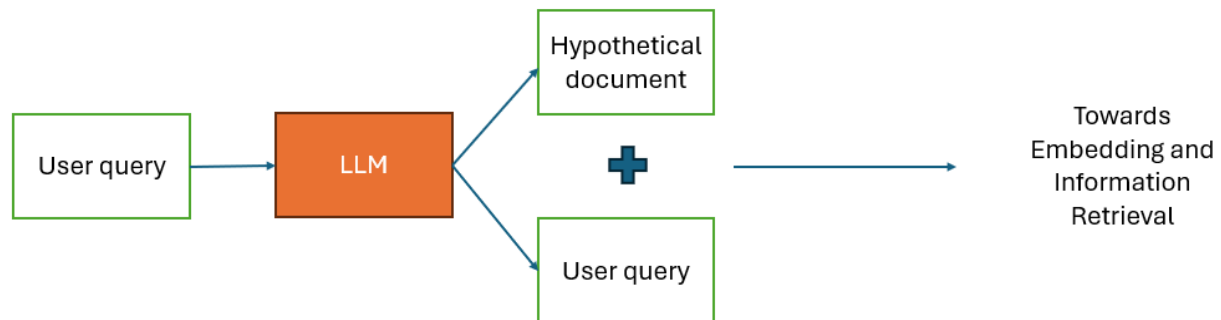 User query
LLM
Hypothetical
document
User query
Towards
Embedding and
Information
Retrieval